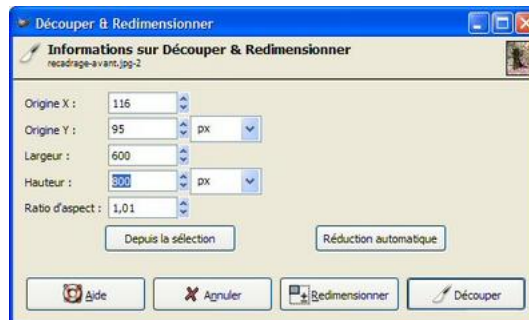 Découper & Redimensionner
Informations sur Découper & Redimensionner
recadrage-avant.jpg-2
Origine X : 116
Origine Y : 95 px
Largeur : 600
Hauteur : 800 px
Ratio d'aspect : 1,01
Depuis la sélection Réduction automatique
Aide Annuler Redimensionner Découper